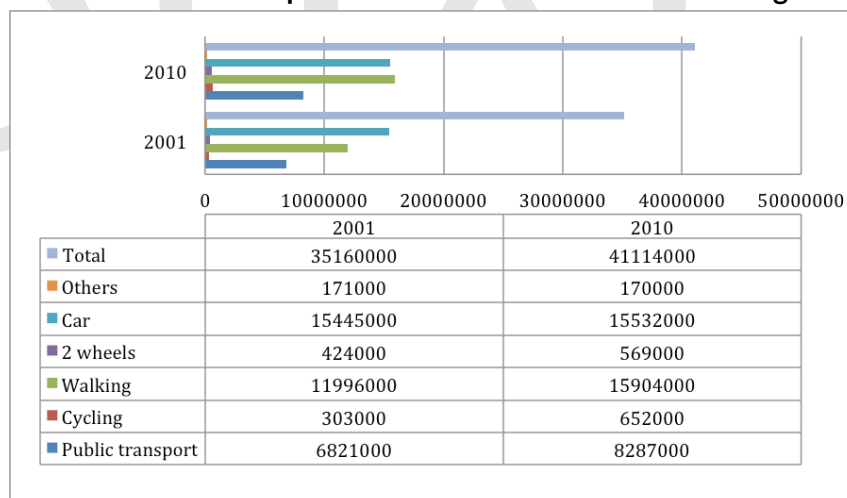 2010
2001
0 10000000 20000000 30000000 40000000 50000000
2001 2010
Total 35160000 41114000
Others 171000 170000
Car 15445000 15532000
2 wheels 424000 569000
Walking 11996000 15904000
Cycling 303000 652000
Public transport 6821000 8287000